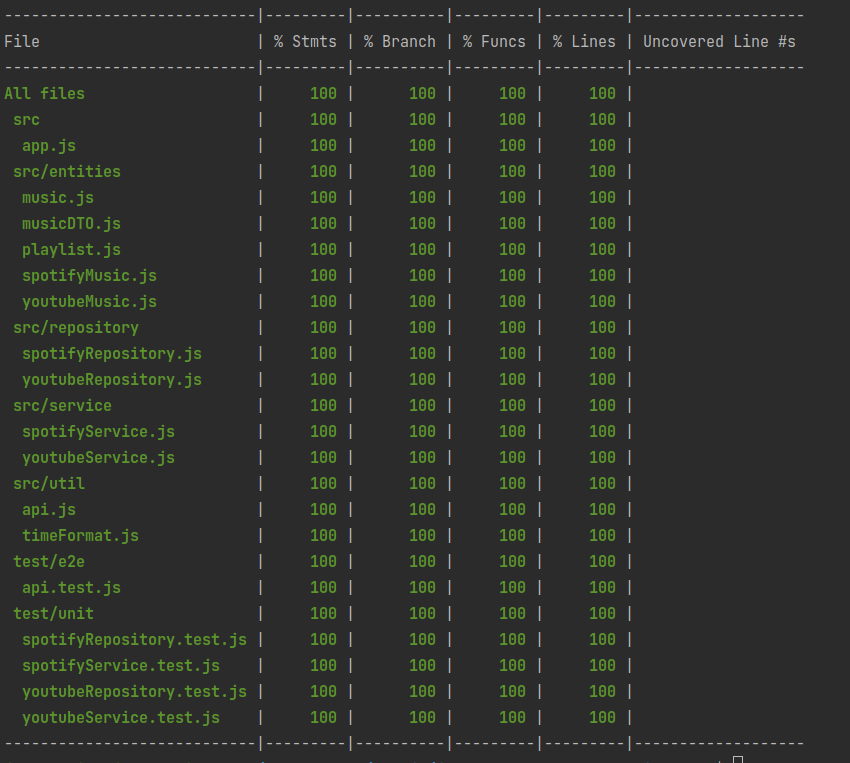 ----------------------------|---------|----------|---------|---------|-------------------
File                        | % Stmts | % Branch | % Funcs | % Lines | Uncovered Line #s
----------------------------|---------|----------|---------|---------|-------------------
All files                   |     100 |      100 |     100 |     100 |
 src                        |     100 |      100 |     100 |     100 |
  app.js                    |     100 |      100 |     100 |     100 |
 src/entities               |     100 |      100 |     100 |     100 |
  music.js                  |     100 |      100 |     100 |     100 |
  musicDTO.js               |     100 |      100 |     100 |     100 |
  playlist.js               |     100 |      100 |     100 |     100 |
  spotifyMusic.js           |     100 |      100 |     100 |     100 |
  youtubeMusic.js           |     100 |      100 |     100 |     100 |
 src/repository             |     100 |      100 |     100 |     100 |
  spotifyRepository.js      |     100 |      100 |     100 |     100 |
  youtubeRepository.js      |     100 |      100 |     100 |     100 |
 src/service                |     100 |      100 |     100 |     100 |
  spotifyService.js         |     100 |      100 |     100 |     100 |
  youtubeService.js         |     100 |      100 |     100 |     100 |
 src/util                   |     100 |      100 |     100 |     100 |
  api.js                    |     100 |      100 |     100 |     100 |
  timeFormat.js             |     100 |      100 |     100 |     100 |
 test/e2e                   |     100 |      100 |     100 |     100 |
  api.test.js               |     100 |      100 |     100 |     100 |
 test/unit                  |     100 |      100 |     100 |     100 |
  spotifyRepository.test.js |     100 |      100 |     100 |     100 |
  spotifyService.test.js    |     100 |      100 |     100 |     100 |
  youtubeRepository.test.js |     100 |      100 |     100 |     100 |
  youtubeService.test.js    |     100 |      100 |     100 |     100 |
----------------------------|---------|----------|---------|---------|-------------------